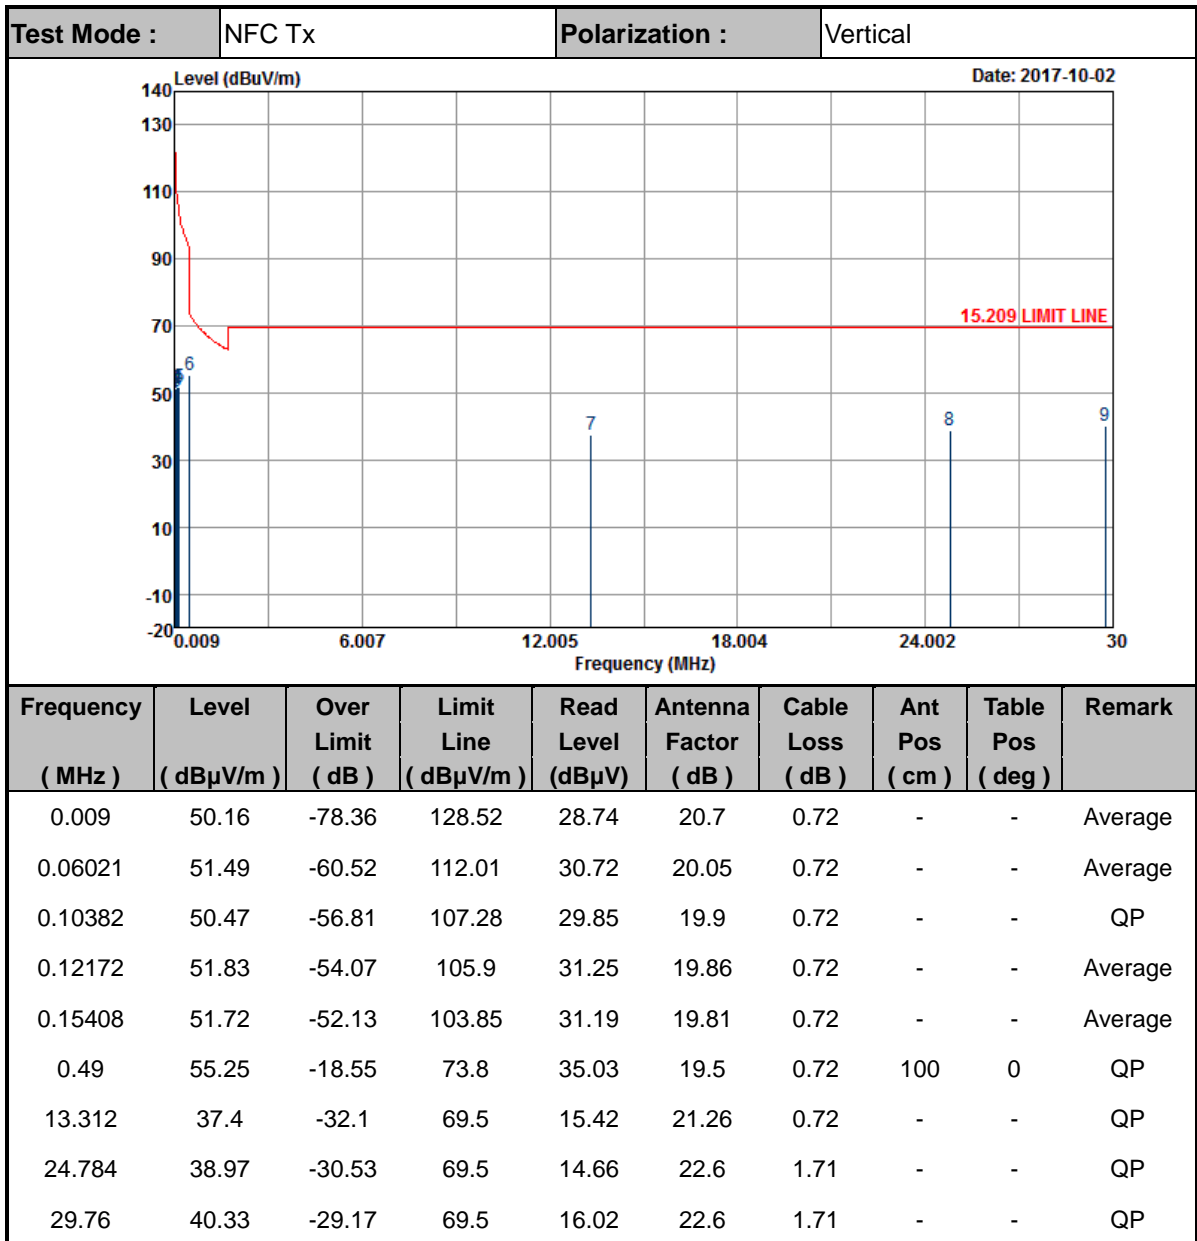 Test Mode : NFC Tx Polarization : Vertical
Level (dBuV/m) Date: 2017-10-02
140
130
110
90
70
15.209 LIMIT LINE
6
50
7 8 9
30
10
-10
-20
0.009 6.007 12.005 18.004 24.002 30
Frequency (MHz)
Frequency Level Over Limit Read Antenna Cable Ant Table Remark
Limit Line Level Factor Loss Pos Pos
( MHz ) ( dBµV/m ) ( dB ) ( dBµV/m ) (dBµV) ( dB ) ( dB ) ( cm ) ( deg )
0.009 50.16 -78.36 128.52 28.74 20.7 0.72 - - Average
0.06021 51.49 -60.52 112.01 30.72 20.05 0.72 - - Average
0.10382 50.47 -56.81 107.28 29.85 19.9 0.72 - - QP
0.12172 51.83 -54.07 105.9 31.25 19.86 0.72 - - Average
0.15408 51.72 -52.13 103.85 31.19 19.81 0.72 - - Average
0.49 55.25 -18.55 73.8 35.03 19.5 0.72 100 0 QP
13.312 37.4 -32.1 69.5 15.42 21.26 0.72 - - QP
24.784 38.97 -30.53 69.5 14.66 22.6 1.71 - - QP
29.76 40.33 -29.17 69.5 16.02 22.6 1.71 - - QP